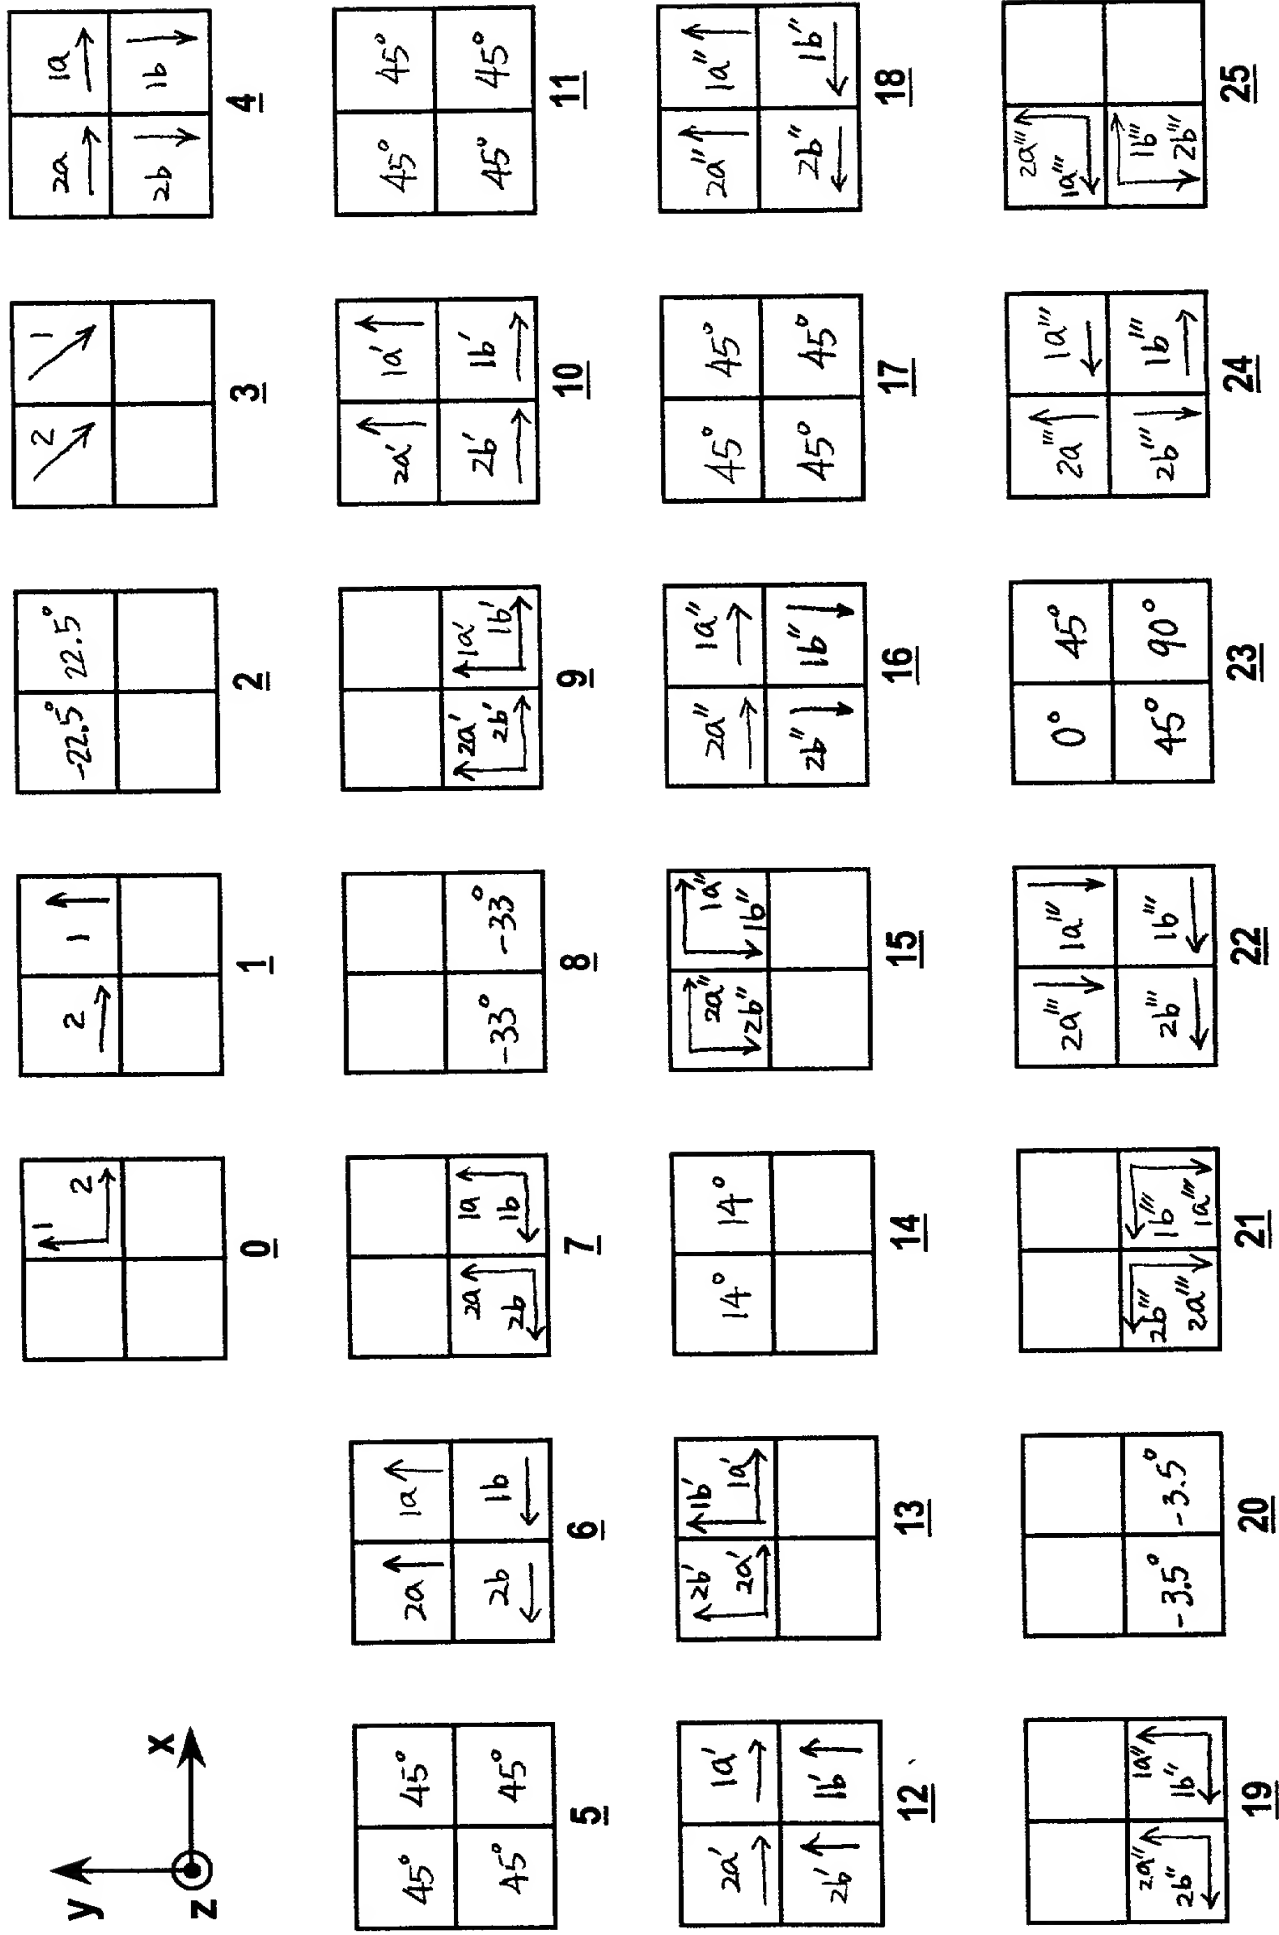 y
x
z
1
2
0
2 1
1
-22.5° 22.5°
2
2 1
3
2a 1a
2b 1b
4
45° 45°
45° 45°
5
2a 1a
2b 1b
6
2a 1a
2b 1b
7
-33° -33°
8
2a' 1a'
2b' 1b'
9
2a' 1a'
2b' 1b'
10
45° 45°
45° 45°
11
2a' 1a'
2b' 1b'
12
2b' 1b'
2a' 1a'
13
14° 14°
14
2a" 1a"
2b" 1b"
15
2a" 1a"
2b" 1b"
16
45° 45°
45° 45°
17
2a" 1a"
2b" 1b"
18
2a" 1a"
2b" 1b"
19
-3.5° -3.5°
20
2b''' 1b'''
2a''' 1a'''
21
2a''' 1a'''
2b''' 1b'''
22
0° 45°
45° 90°
23
2a''' 1a'''
2b''' 1b'''
24
2a'''
1a'''
1b'''
2b'''
25